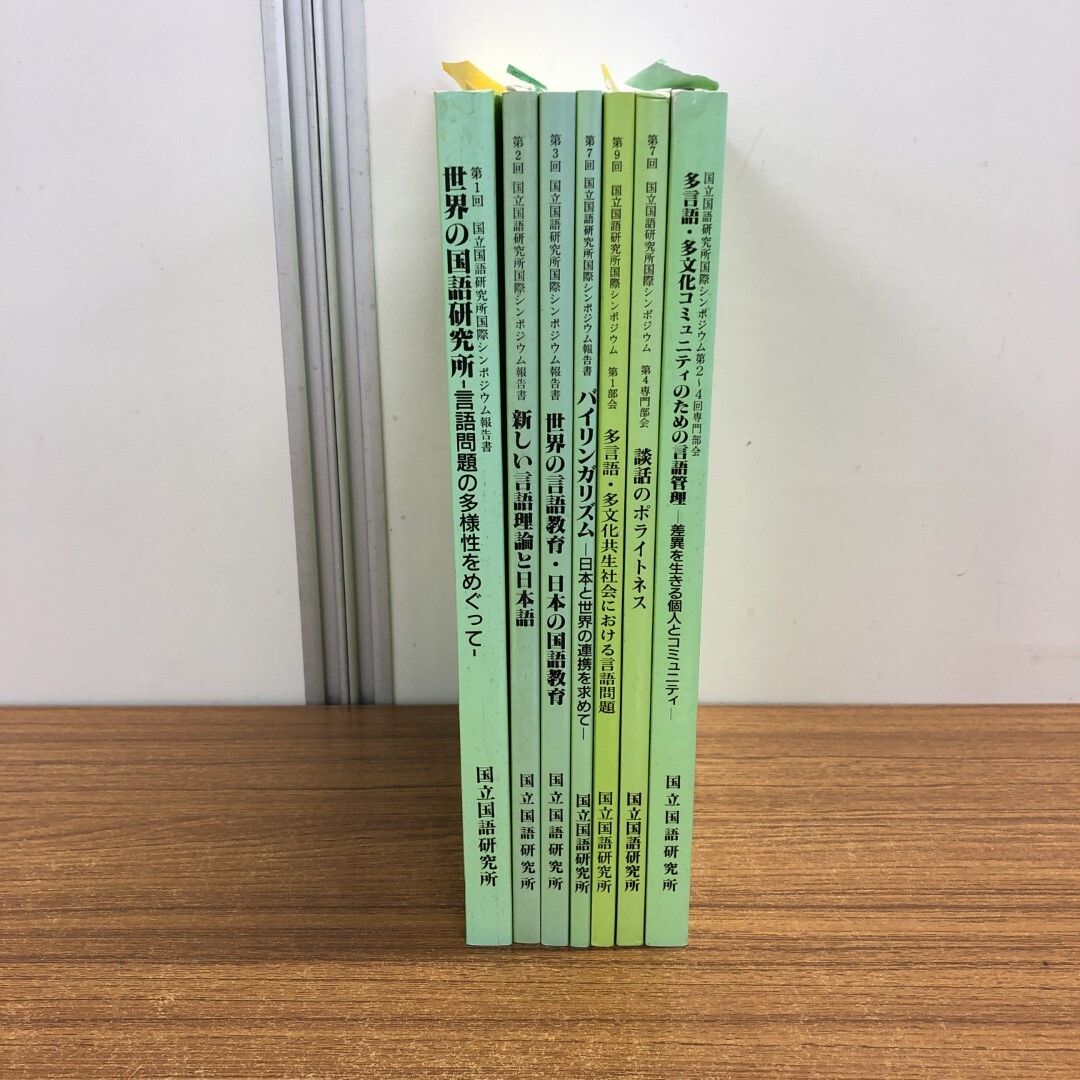 第1回 国立国語研究所国際シンポジウム報告書
世界の国語研究所-言語問題の多様性をめぐって-
国立国語研究所
第2回 国立国語研究所国際シンポジウム報告書
新しい言語理論と日本語
国立国語研究所
第3回 国立国語研究所国際シンポジウム報告書
世界の言語教育・日本の国語教育
国立国語研究所
第7回 国立国語研究所国際シンポジウム報告書
バイリンガリズム―日本と世界の連携を求めて―
国立国語研究所
第9回 国立国語研究所国際シンポジウム 第1部会
多言語・多文化共生社会における言語問題
国立国語研究所
第7回 国立国語研究所国際シンポジウム 第4専門部会
談話のポライトネス
国立国語研究所
国立国語研究所国際シンポジウム第2～4回専門部会
多言語・多文化コミュニティのための言語管理―差異を生きる個人とコミュニティ―
国立国語研究所